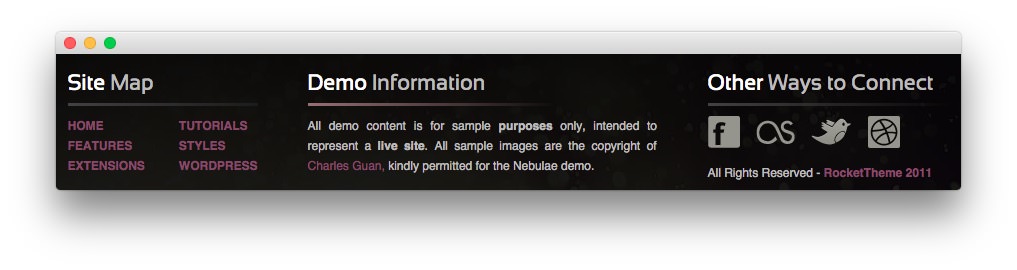 Site Map
HOME
FEATURES
EXTENSIONS
TUTORIALS
STYLES
WORDPRESS
Demo Information
All demo content is for sample purposes only, intended to
represent a live site. All sample images are the copyright of
Charles Guan, kindly permitted for the Nebulae demo.
Other Ways to Connect
All Rights Reserved - RocketTheme 2011